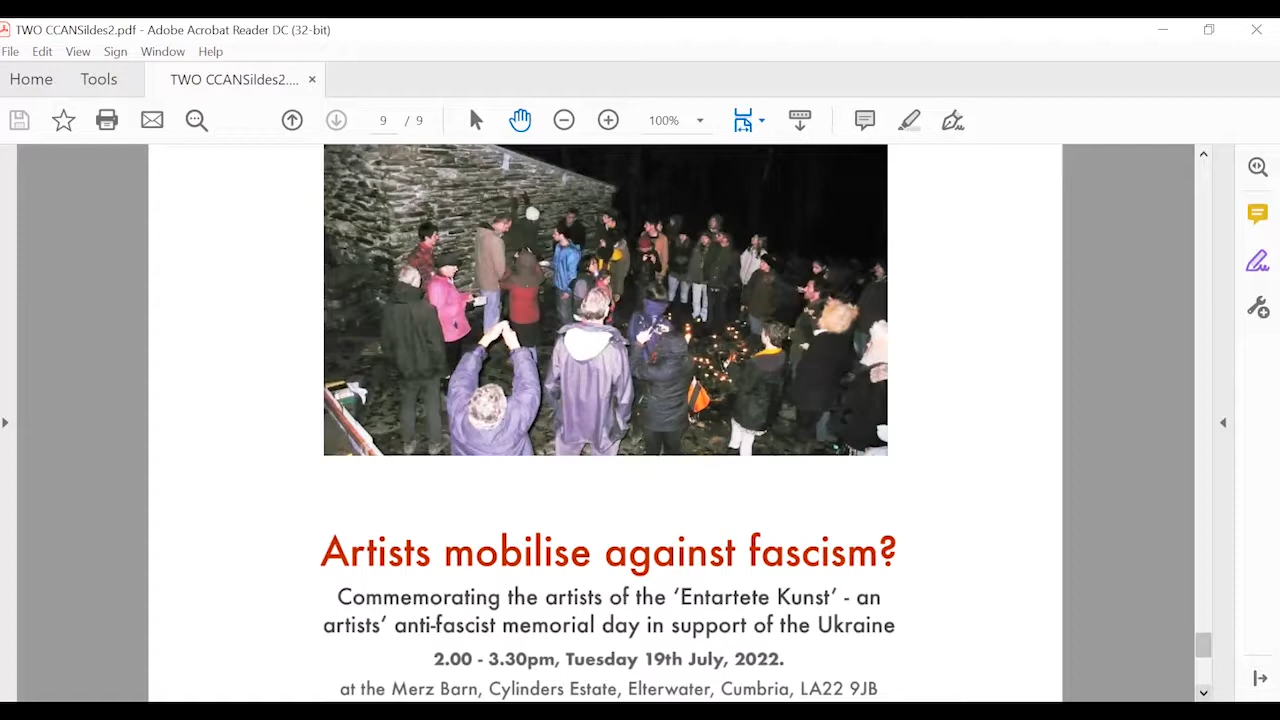 TWO CCANSildes2.pdf - Adobe Acrobat Reader DC (32-bit)
File Edit View Sign Window Help
Home Tools TWO CCANSildes2.... ×
9 / 9 100%
Artists mobilise against fascism?
Commemorating the artists of the ‘Entartete Kunst’ - an
artists’ anti-fascist memorial day in support of the Ukraine
2.00 - 3.30pm, Tuesday 19th July, 2022.
at the Merz Barn, Cylinders Estate, Elterwater, Cumbria, LA22 9JB